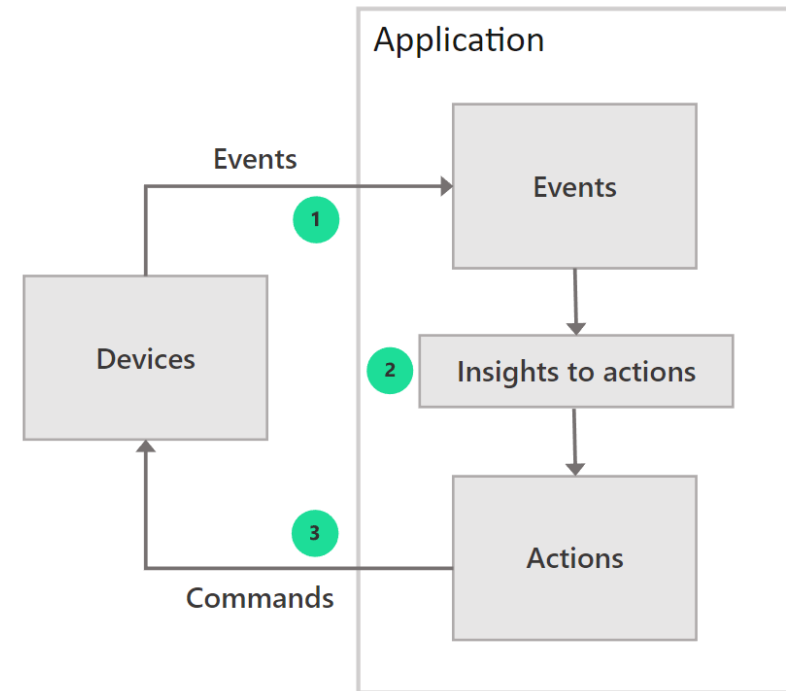 Application
Events
Events
1
Devices
2
Insights to actions
3
Actions
Commands